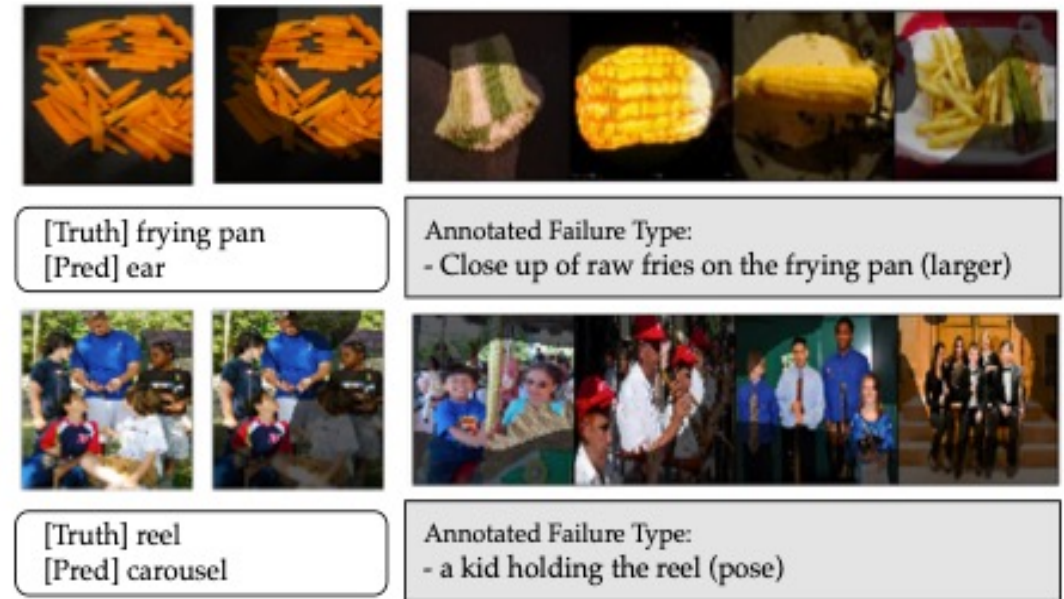 [Truth] frying pan
[Pred] ear
Annotated Failure Type:
- Close up of raw fries on the frying pan (larger)
[Truth] reel
[Pred] carousel
Annotated Failure Type:
- a kid holding the reel (pose)